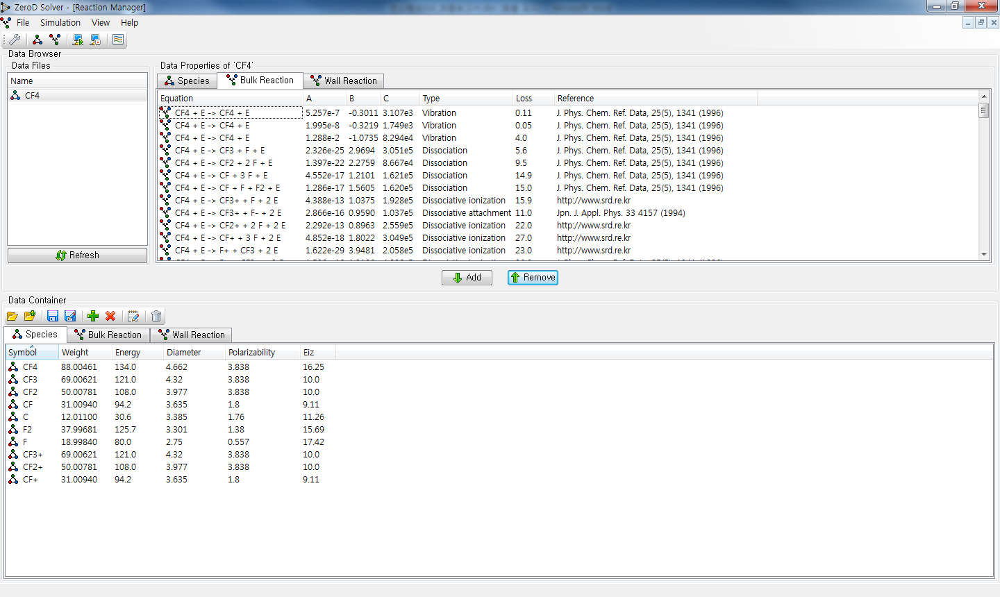 ZeroD Solver - [Reaction Manager]
File Simulation View Help
Data Browser
Data Files
Name
CF4
Refresh
Data Properties of 'CF4'
Species Bulk Reaction Wall Reaction
Equation A B C Type Loss Reference
CF4 + E -> CF4 + E 5.257e-7 -0.3011 3.107e3 Vibration 0.11 J. Phys. Chem. Ref. Data, 25(5), 1341 (1996)
CF4 + E -> CF4 + E 1.995e-8 -0.3219 1.749e3 Vibration 0.05 J. Phys. Chem. Ref. Data, 25(5), 1341 (1996)
CF4 + E -> CF4 + E 1.288e-2 -1.0735 8.294e4 Vibration 4.0 J. Phys. Chem. Ref. Data, 25(5), 1341 (1996)
CF4 + E -> CF3 + F + E 2.326e-25 2.9694 3.051e5 Dissociation 5.6 J. Phys. Chem. Ref. Data, 25(5), 1341 (1996)
CF4 + E -> CF2 + 2 F + E 1.397e-22 2.2759 8.667e4 Dissociation 9.5 J. Phys. Chem. Ref. Data, 25(5), 1341 (1996)
CF4 + E -> CF + 3 F + E 4.552e-17 1.2101 1.621e5 Dissociation 14.9 J. Phys. Chem. Ref. Data, 25(5), 1341 (1996)
CF4 + E -> CF + F + F2 + E 1.286e-17 1.5605 1.620e5 Dissociation 15.0 J. Phys. Chem. Ref. Data, 25(5), 1341 (1996)
CF4 + E -> CF3+ + F + 2 E 4.388e-13 1.0375 1.928e5 Dissociative ionization 15.9 http://www.srd.re.kr
CF4 + E -> CF3+ + F- + 2 E 2.866e-16 0.9590 1.037e5 Dissociative attachment 11.0 Jpn. J. Appl. Phys. 33 4157 (1994)
CF4 + E -> CF2+ + 2 F + 2 E 2.292e-13 0.8963 2.559e5 Dissociative ionization 22.0 http://www.srd.re.kr
CF4 + E -> CF+ + 3 F + 2 E 4.852e-18 1.8022 3.049e5 Dissociative ionization 27.0 http://www.srd.re.kr
CF4 + E -> F+ + CF3 + 2 E 1.622e-29 3.9481 2.058e5 Dissociative ionization 23.0 http://www.srd.re.kr
Add Remove
Data Container
Species Bulk Reaction Wall Reaction
Symbol Weight Energy Diameter Polarizability Eiz
CF4 88.00461 134.0 4.662 3.838 16.25
CF3 69.00621 121.0 4.32 3.838 10.0
CF2 50.00781 108.0 3.977 3.838 10.0
CF 31.00940 94.2 3.635 1.8 9.11
C 12.01100 30.6 3.385 1.76 11.26
F2 37.99681 125.7 3.301 1.38 15.69
F 18.99840 80.0 2.75 0.557 17.42
CF3+ 69.00621 121.0 4.32 3.838 10.0
CF2+ 50.00781 108.0 3.977 3.838 10.0
CF+ 31.00940 94.2 3.635 1.8 9.11